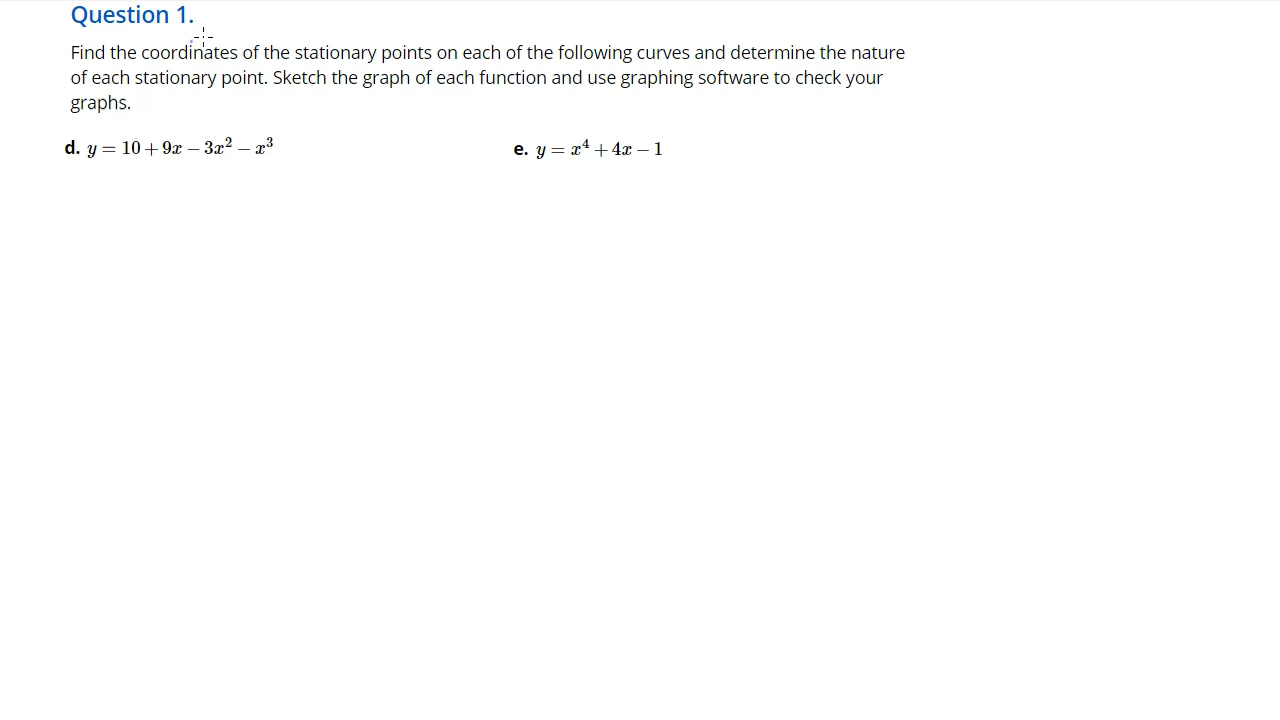 Question 1.
Find the coordinates of the stationary points on each of the following curves and determine the nature
of each stationary point. Sketch the graph of each function and use graphing software to check your
graphs.
d. y = 10 + 9x − 3x² − x³
e. y = x⁴ + 4x − 1